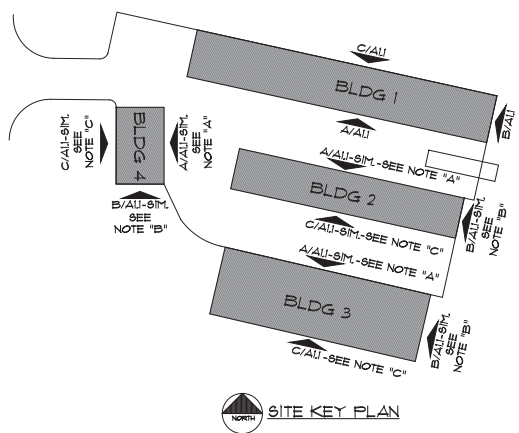 C/A1.1
BLDG 1
A/A1.1
B/A1.1
C/A1.1-SIM.
SEE
NOTE "C"
BLDG 4
A/A1.1-SIM.
SEE
NOTE "A"
B/A1.1-SIM.
SEE
NOTE "B"
A/A1.1-SIM.-SEE NOTE "A"
BLDG 2
C/A1.1-SIM.-SEE NOTE "C"
B/A1.1-SIM.
SEE
NOTE "B"
A/A1.1-SIM.-SEE NOTE "A"
BLDG 3
C/A1.1-SEE NOTE "C"
B/A1.1-SIM.
SEE
NOTE "B"
NORTH
SITE KEY PLAN